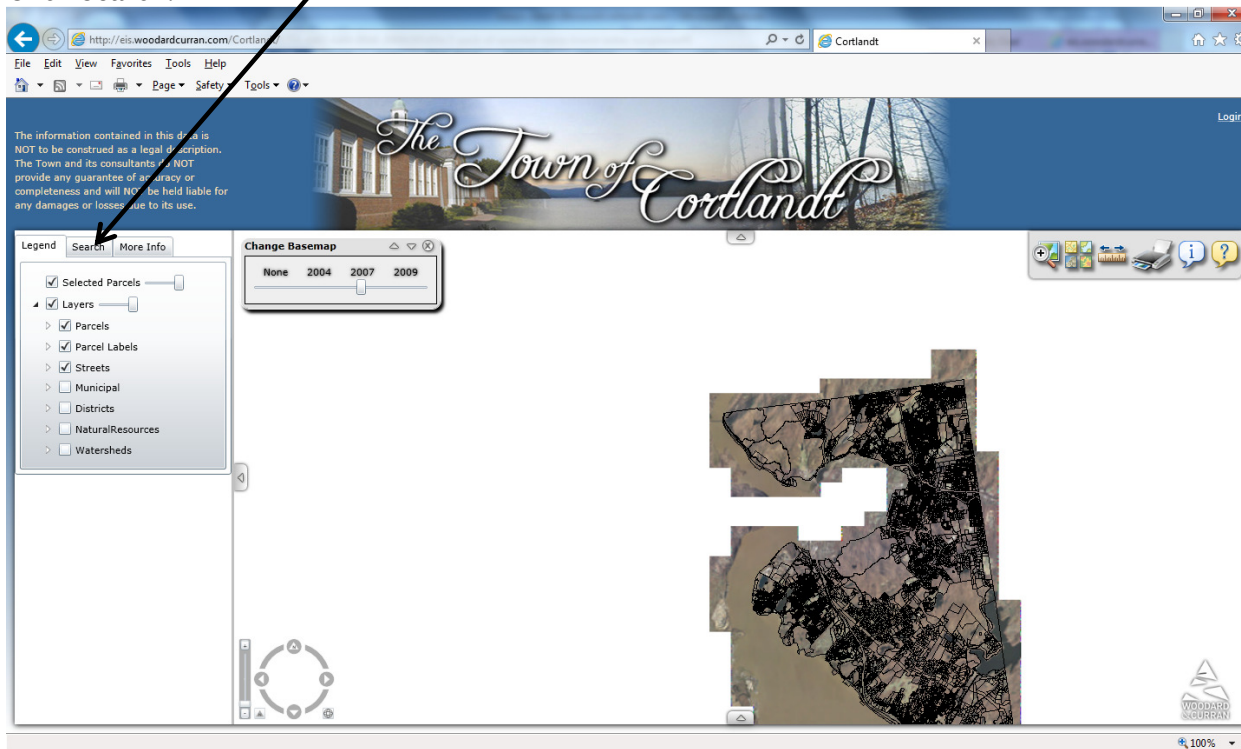 http://eis.woodardcurran.com/Cortlandt/
Cortlandt
File Edit View Favorites Tools Help
Page Safety Tools
The information contained in this data is
NOT to be construed as a legal description.
The Town and its consultants do NOT
provide any guarantee of accuracy or
completeness and will NOT be held liable for
any damages or losses due to its use.
The Town of
Cortlandt
Login
Legend Search More Info
Selected Parcels
Layers
Parcels
Parcel Labels
Streets
Municipal
Districts
NaturalResources
Watersheds
Change Basemap
None 2004 2007 2009
WOODARD
&CURRAN
100%